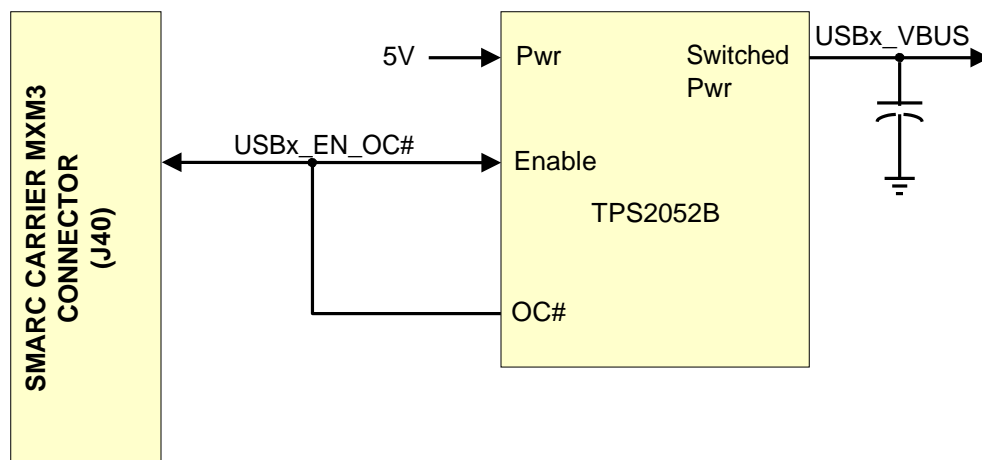 SMARC CARRIER MXM3
CONNECTOR
(J40)
USBx_EN_OC#
5V
Pwr
Switched
Pwr
Enable
TPS2052B
OC#
USBx_VBUS